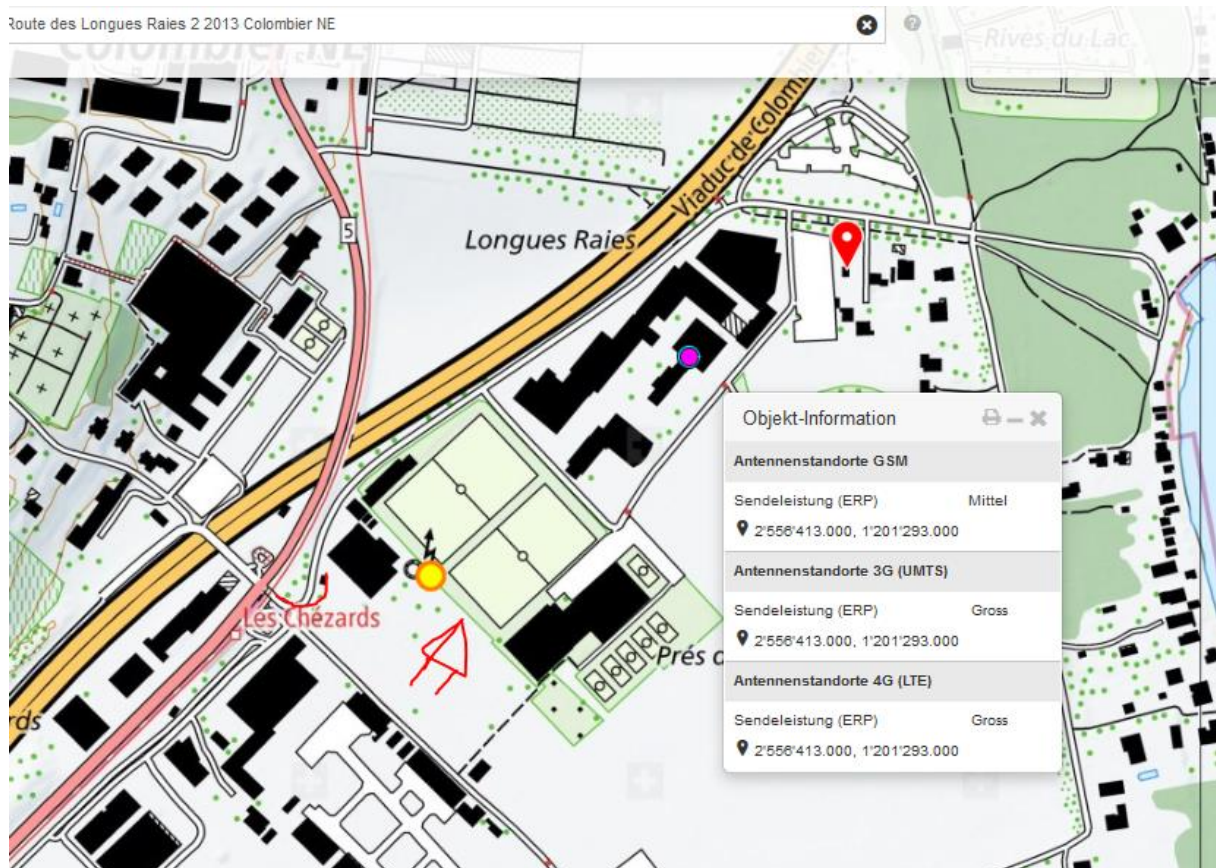 Route des Longues Raies 2 2013 Colombier NE
Colombier NE
Rives du Lac
Viaduc de Colombier
5
Longues Raies
Les Chézards
Prés d
rds
Objekt-Information
Antennenstandorte GSM
Sendeleistung (ERP) Mittel
2'556'413.000, 1'201'293.000
Antennenstandorte 3G (UMTS)
Sendeleistung (ERP) Gross
2'556'413.000, 1'201'293.000
Antennenstandorte 4G (LTE)
Sendeleistung (ERP) Gross
2'556'413.000, 1'201'293.000